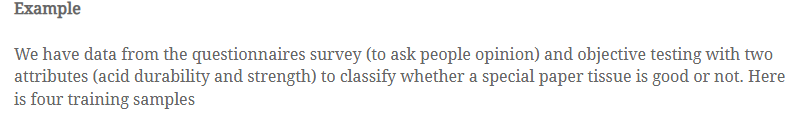 Example
We have data from the questionnaires survey (to ask people opinion) and objective testing with two
attributes (acid durability and strength) to classify whether a special paper tissue is good or not. Here
is four training samples